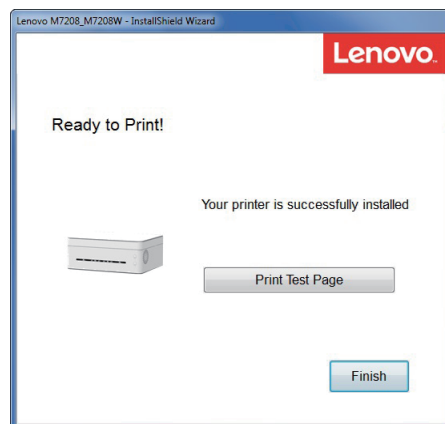 Lenovo M7208_M7208W - InstallShield Wizard
Lenovo.
Ready to Print!
Your printer is successfully installed
Print Test Page
Finish